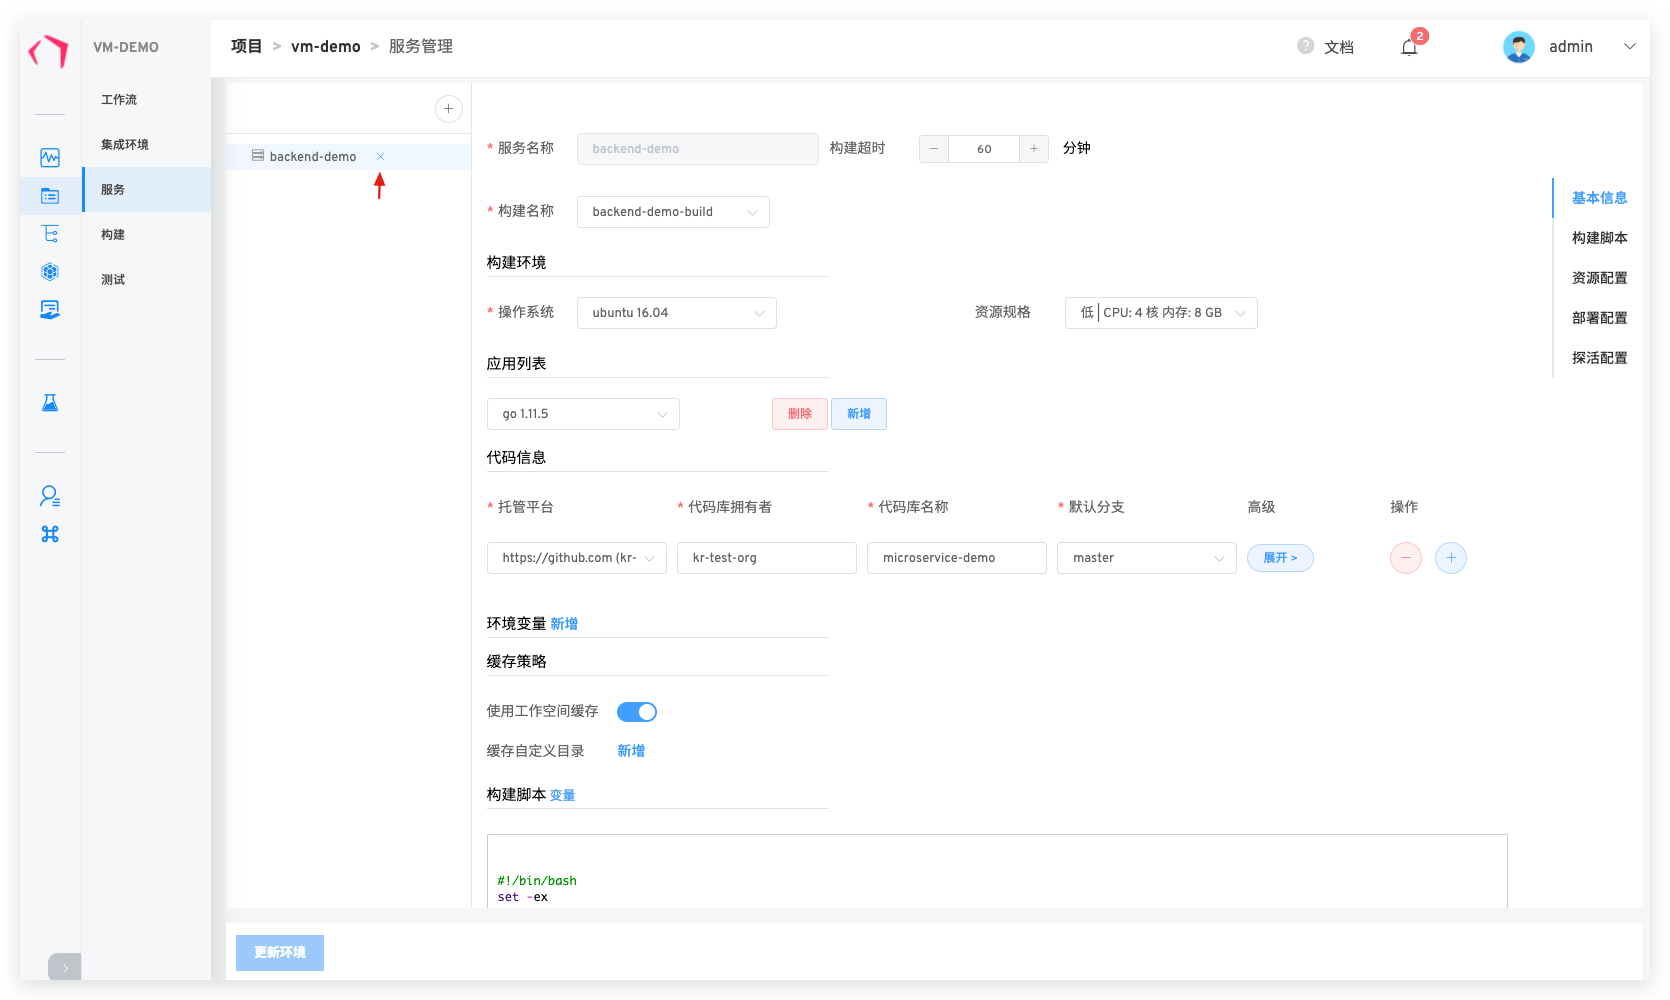 VM-DEMO
工作流
集成环境
服务
构建
测试
项目 > vm-demo > 服务管理
? 文档
2
admin
+
backend-demo ×
* 服务名称 backend-demo 构建超时 − 60 + 分钟
* 构建名称 backend-demo-build
构建环境
* 操作系统 ubuntu 16.04 资源规格 低 | CPU: 4 核 内存: 8 GB
应用列表
go 1.11.5 删除 新增
代码信息
* 托管平台 * 代码库拥有者 * 代码库名称 * 默认分支 高级 操作
https://github.com (kr- kr-test-org microservice-demo master 展开 > − +
环境变量 新增
缓存策略
使用工作空间缓存
缓存自定义目录 新增
构建脚本 变量
#!/bin/bash
set -ex
基本信息
构建脚本
资源配置
部署配置
探活配置
更新环境